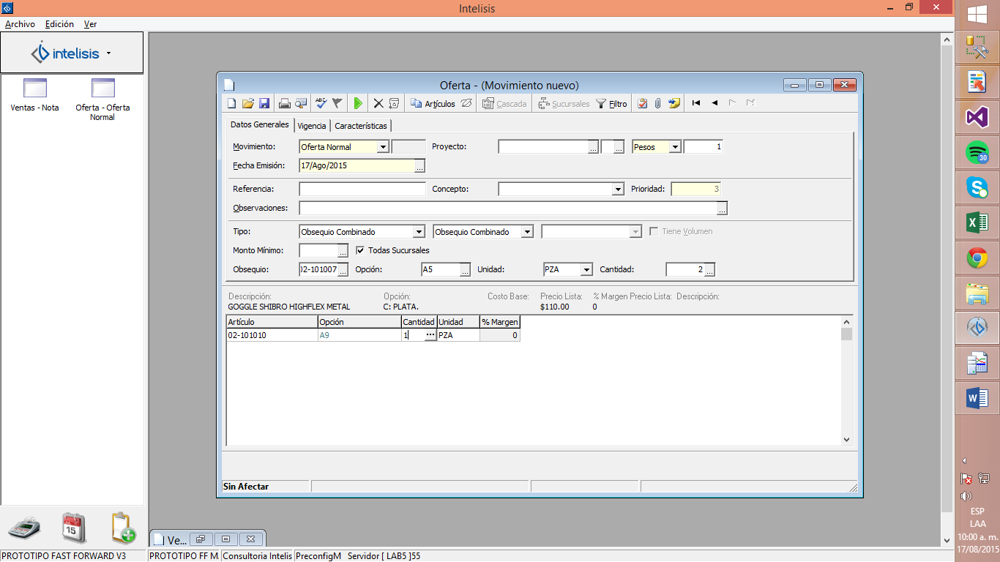 Intelisis
Archivo Edición Ver
intelisis
Ventas - Nota
Oferta - Oferta Normal
Oferta - (Movimiento nuevo)
ABC Artículos Cascada Sucursales Filtro
Datos Generales Vigencia Características
Movimiento: Oferta Normal Proyecto: ... ... Pesos 1
Fecha Emisión: 17/Ago/2015 ...
Referencia: Concepto: Prioridad: 3
Observaciones: ...
Tipo: Obsequio Combinado Obsequio Combinado Tiene Volumen
Monto Mínimo: ... Todas Sucursales
Obsequio: 02-101007 ... Opción: A5 ... Unidad: PZA Cantidad: 2 ...
Descripción: Opción: Costo Base: Precio Lista: % Margen Precio Lista: Descripción:
GOGGLE SHIBRO HIGHFLEX METAL C: PLATA. $110.00 0
Artículo Opción Cantidad Unidad % Margen
02-101010 A9 1 ... PZA 0
Sin Afectar
15
Ve...
PROTOTIPO FAST FORWARD V3 PROTOTIPO FF M. Consultoria Intelis PreconfigM Servidor [ LAB5 ]55
30
ESP
LAA
10:00 a. m.
17/08/2015